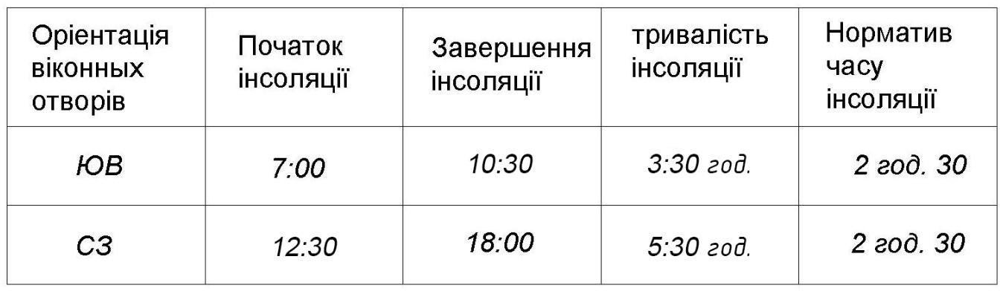 Оріентація
віконных
отворів
Початок
інсоляції
Завершення
інсоляції
тривалість
інсоляції
Норматив
часу
інсоляції
ЮВ
7:00
10:30
3:30 год.
2 год. 30
СЗ
12:30
18:00
5:30 год.
2 год. 30